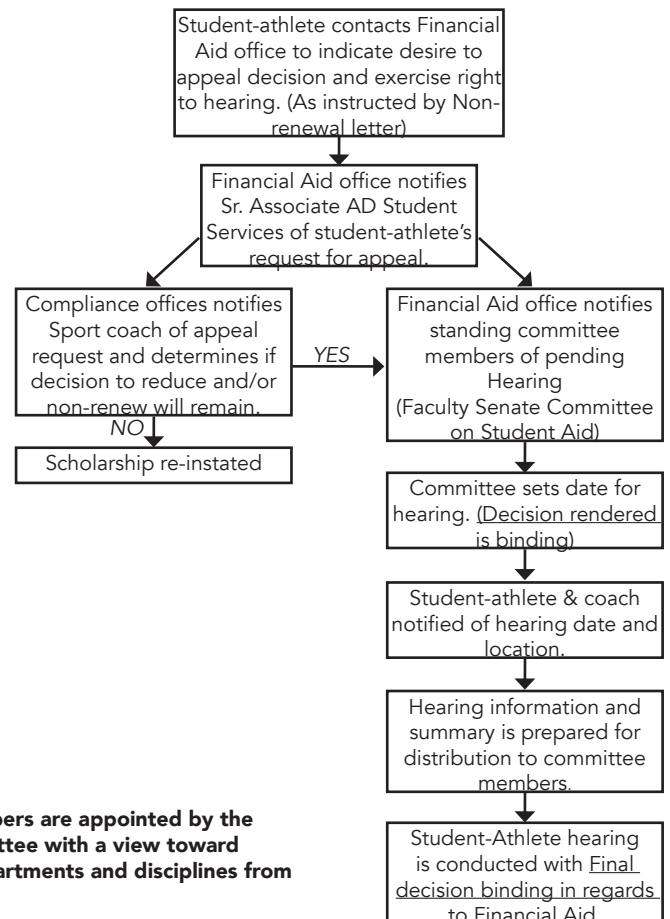 Student-athlete contacts Financial
Aid office to indicate desire to
appeal decision and exercise right
to hearing. (As instructed by Non-
renewal letter)
Financial Aid office notifies
Sr. Associate AD Student
Services of student-athlete's
request for appeal.
Compliance offices notifies
Sport coach of appeal
request and determines if
decision to reduce and/or
non-renew will remain.
YES
NO
Scholarship re-instated
Financial Aid office notifies
standing committee
members of pending
Hearing
(Faculty Senate Committee
on Student Aid)
Committee sets date for
hearing. (Decision rendered
is binding)
Student-athlete & coach
notified of hearing date and
location.
Hearing information and
summary is prepared for
distribution to committee
members.
Student-Athlete hearing
is conducted with Final
decision binding in regards
to Financial Aid
are appointed by the
with a view toward
and disciplines from